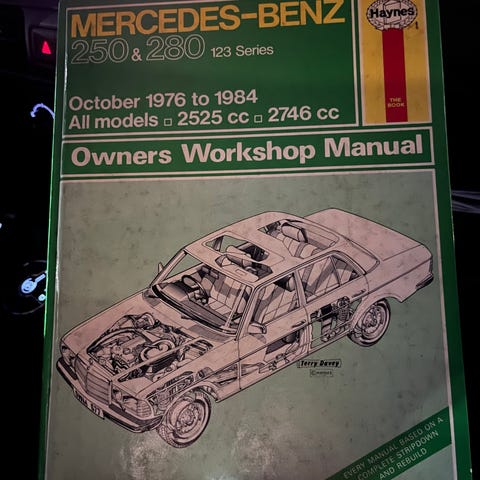 MERCEDES-BENZ
250 & 280 123 Series
October 1976 to 1984
All models □ 2525 cc □ 2746 cc
Haynes
THE
BOOK
Owners Workshop Manual
Terry Davey
EVERY MANUAL BASED ON A
COMPLETE STRIPDOWN
AND REBUILD